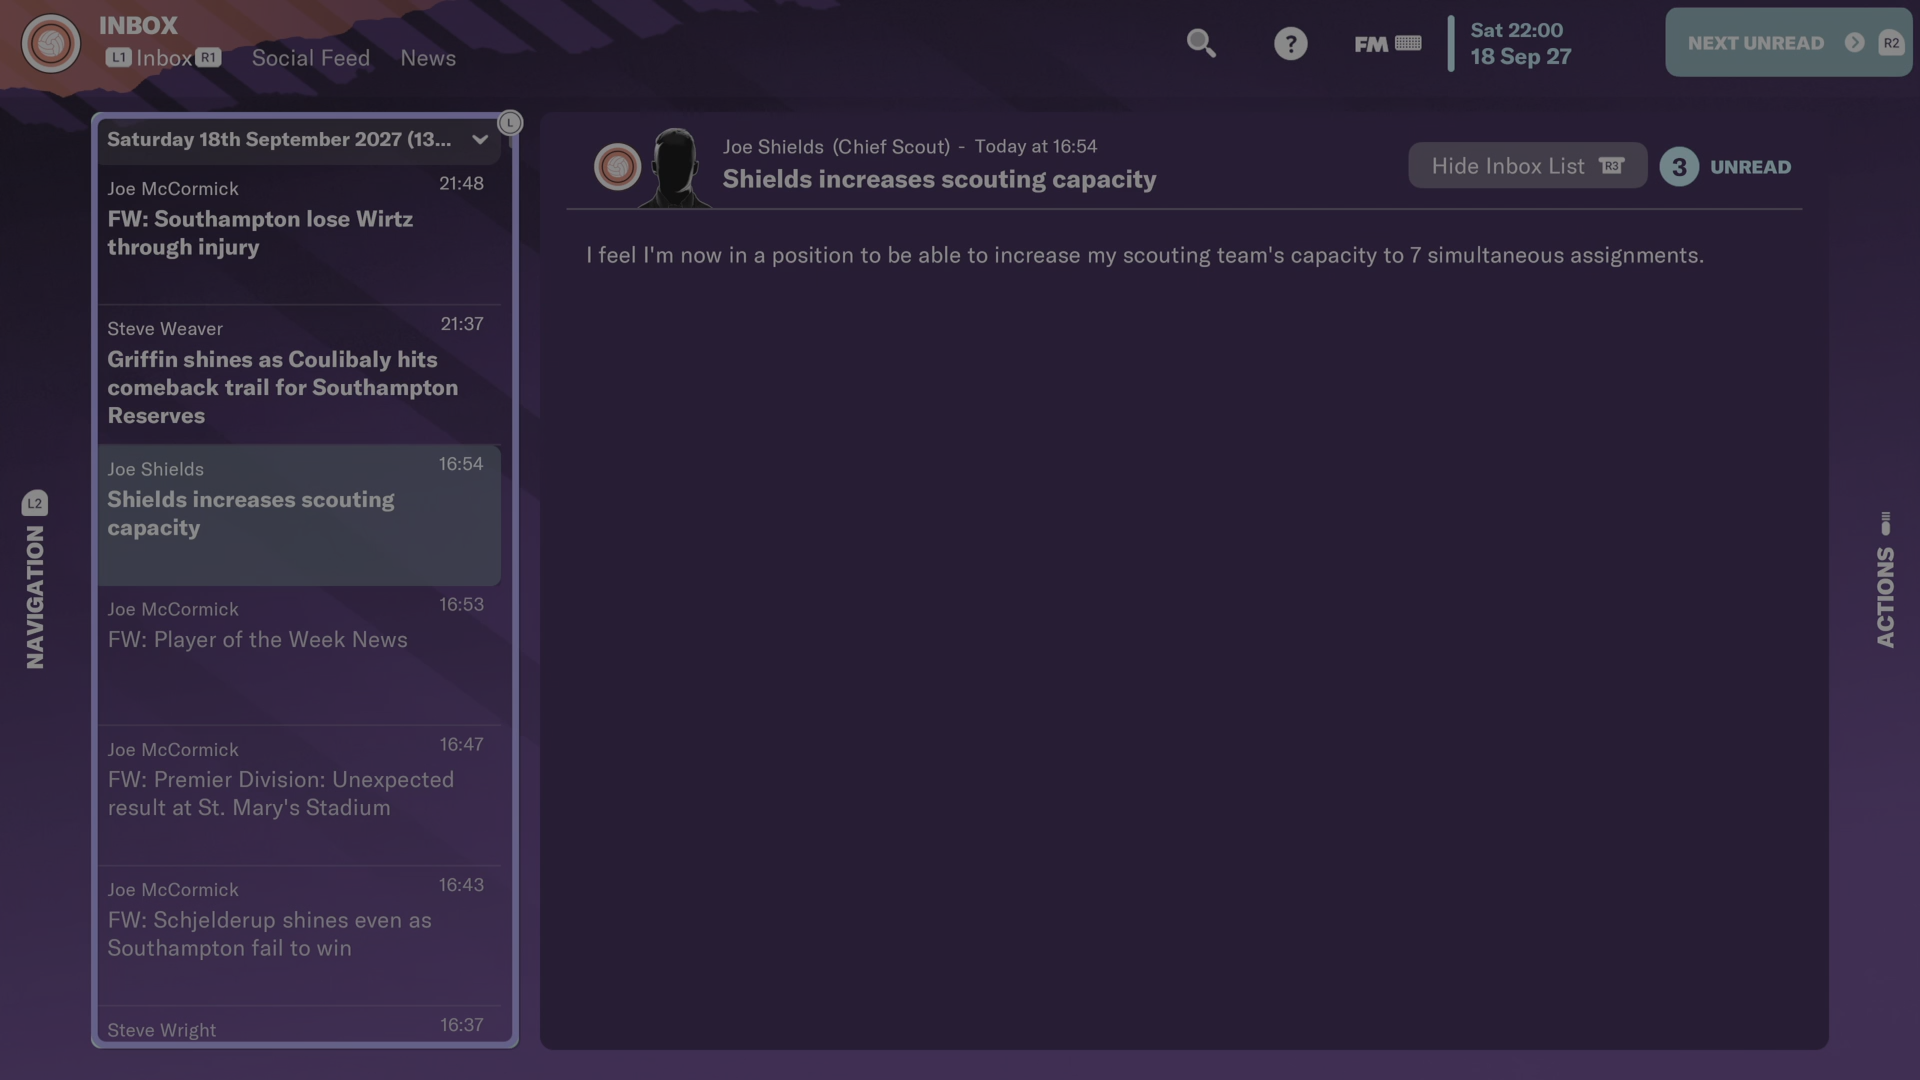 INBOX
L1 Inbox R1 Social Feed News
? FM Sat 22:00
18 Sep 27
NEXT UNREAD R2
Saturday 18th September 2027 (13...
L
Joe McCormick 21:48
FW: Southampton lose Wirtz
through injury
Steve Weaver 21:37
Griffin shines as Coulibaly hits
comeback trail for Southampton
Reserves
Joe Shields 16:54
Shields increases scouting
capacity
Joe McCormick 16:53
FW: Player of the Week News
Joe McCormick 16:47
FW: Premier Division: Unexpected
result at St. Mary's Stadium
Joe McCormick 16:43
FW: Schjelderup shines even as
Southampton fail to win
Steve Wright 16:37
Joe Shields (Chief Scout) - Today at 16:54
Shields increases scouting capacity
Hide Inbox List R3 3 UNREAD
I feel I'm now in a position to be able to increase my scouting team's capacity to 7 simultaneous assignments.
NAVIGATION L2
ACTIONS